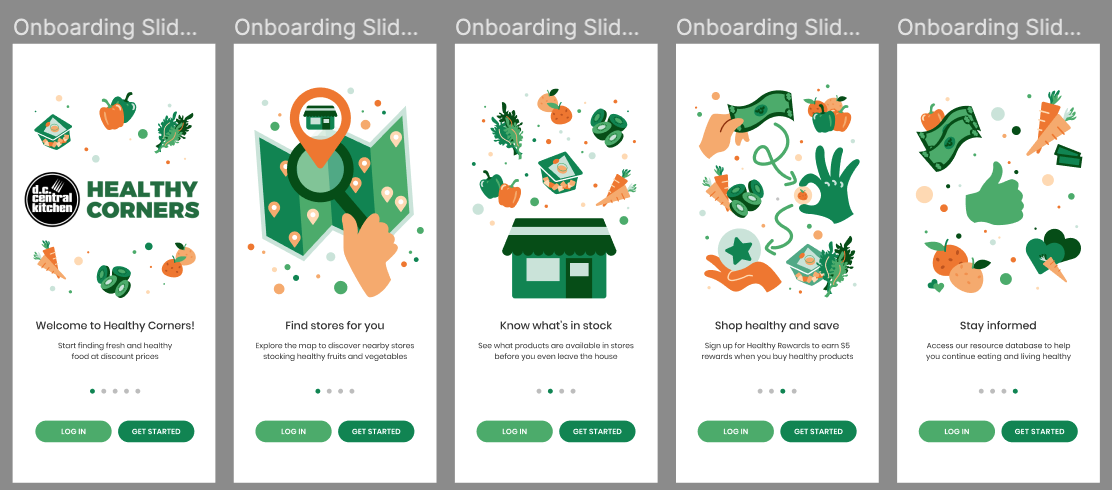 Onboarding Slid...
d.c.
central
kitchen
HEALTHY
CORNERS
Welcome to Healthy Corners!
Start finding fresh and healthy
food at discount prices
LOG IN
GET STARTED
Onboarding Slid...
Find stores for you
Explore the map to discover nearby stores
stocking healthy fruits and vegetables
LOG IN
GET STARTED
Onboarding Slid...
Know what's in stock
See what products are available in stores
before you even leave the house
LOG IN
GET STARTED
Onboarding Slid...
Shop healthy and save
Sign up for Healthy Rewards to earn $5
rewards when you buy healthy products
LOG IN
GET STARTED
Onboarding Slid...
Stay informed
Access our resource database to help
you continue eating and living healthy
LOG IN
GET STARTED